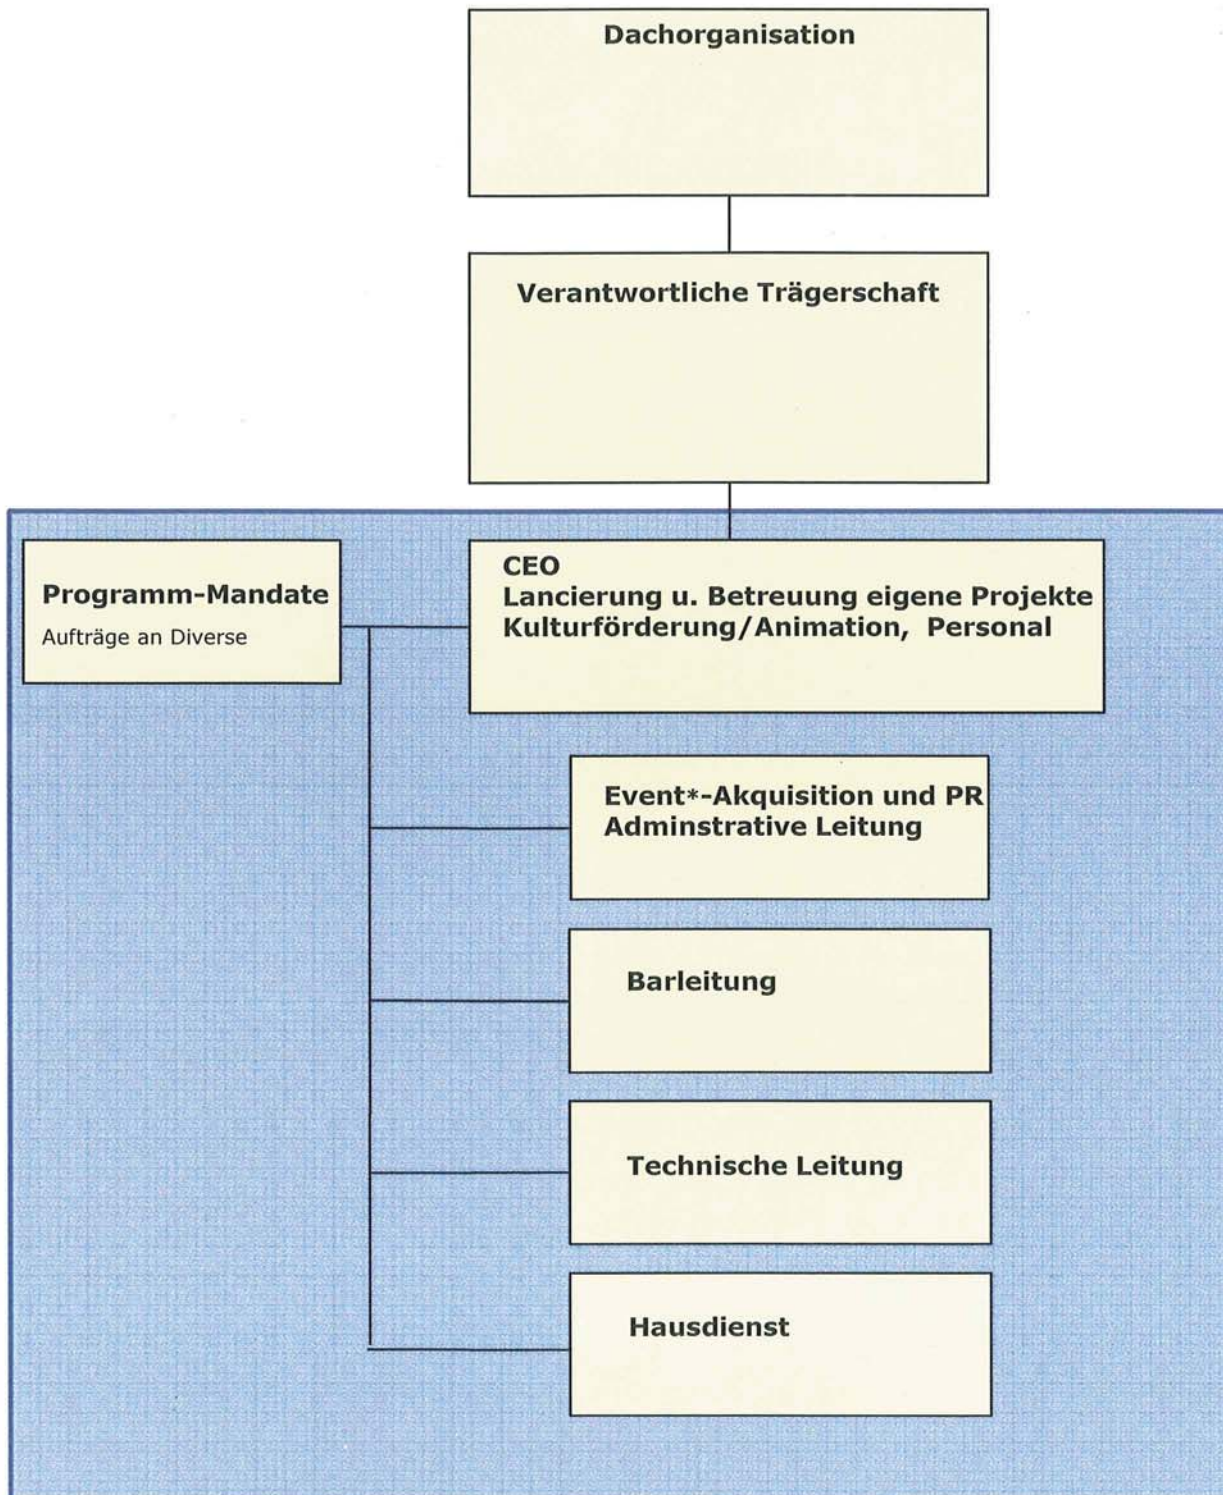 Dachorganisation
Verantwortliche Trägerschaft
Programm-Mandate
Aufträge an Diverse
CEO
Lancierung u. Betreuung eigene Projekte
Kulturförderung/Animation, Personal
Event*-Akquisition und PR
Adminstrative Leitung
Barleitung
Technische Leitung
Hausdienst